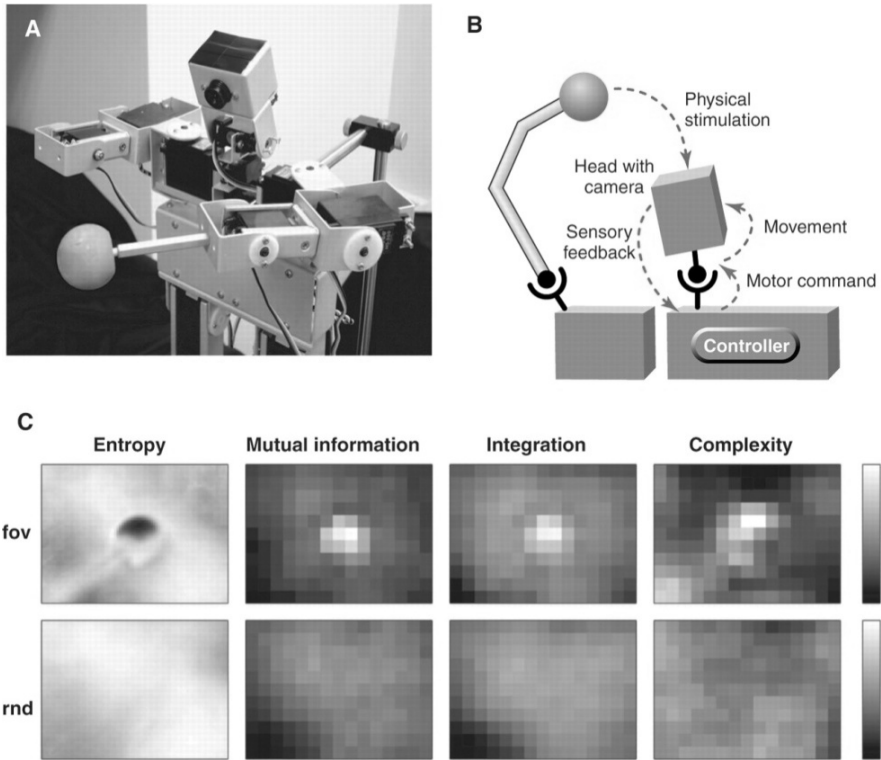 A
B
Physical
stimulation
Head with
camera
Sensory
feedback
Movement
Motor command
Controller
C
Entropy Mutual information Integration Complexity
fov
rnd